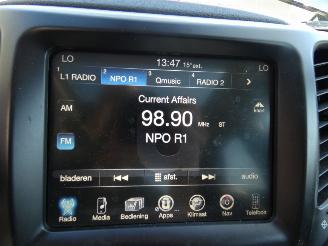 LO 13:47 15°ext. LO
1 L1 RADIO 2 NPO R1 3 Qmusic 4 RADIO 2
Current Affairs
AM 98.90 MHz ST
FM NPO R1
bladeren afst. audio
Radio Media Bediening Apps Klimaat Nav Telefoon